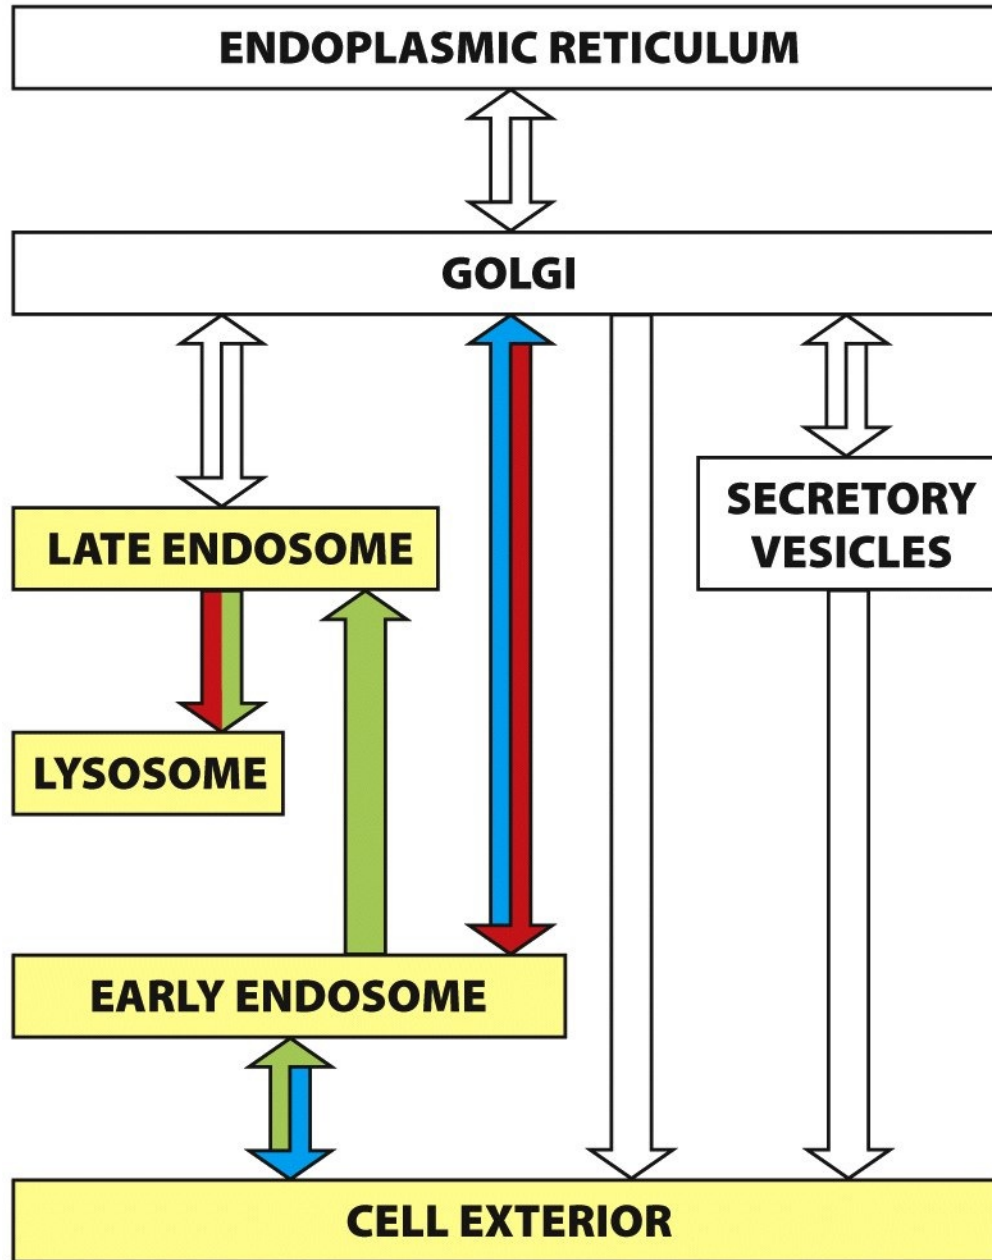 ENDOPLASMIC RETICULUM
GOLGI
SECRETORY
VESICLES
LATE ENDOSOME
LYSOSOME
EARLY ENDOSOME
CELL EXTERIOR